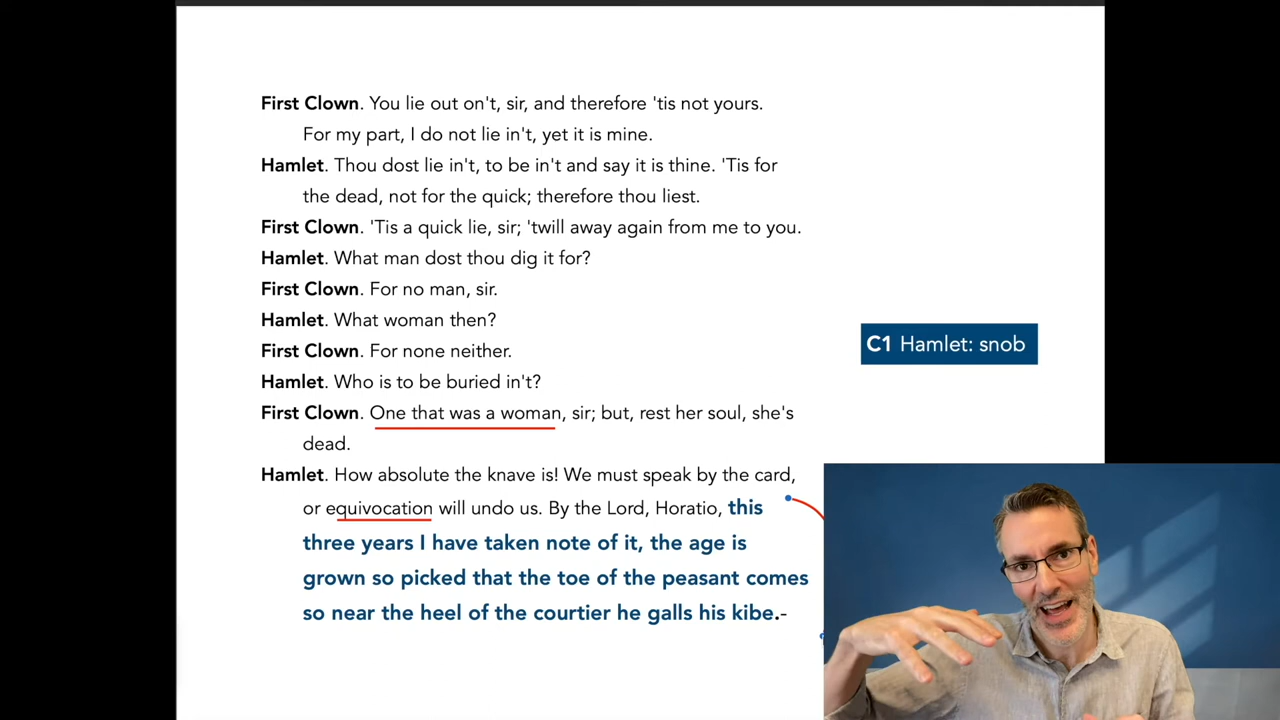 First Clown. You lie out on't, sir, and therefore 'tis not yours.
For my part, I do not lie in't, yet it is mine.
Hamlet. Thou dost lie in't, to be in't and say it is thine. 'Tis for
the dead, not for the quick; therefore thou liest.
First Clown. 'Tis a quick lie, sir; 'twill away again from me to you.
Hamlet. What man dost thou dig it for?
First Clown. For no man, sir.
Hamlet. What woman then?
First Clown. For none neither.
Hamlet. Who is to be buried in't?
First Clown. One that was a woman, sir; but, rest her soul, she's
dead.
Hamlet. How absolute the knave is! We must speak by the card,
or equivocation will undo us. By the Lord, Horatio, this
three years I have taken note of it, the age is
grown so picked that the toe of the peasant comes
so near the heel of the courtier he galls his kibe.-
C1 Hamlet: snob